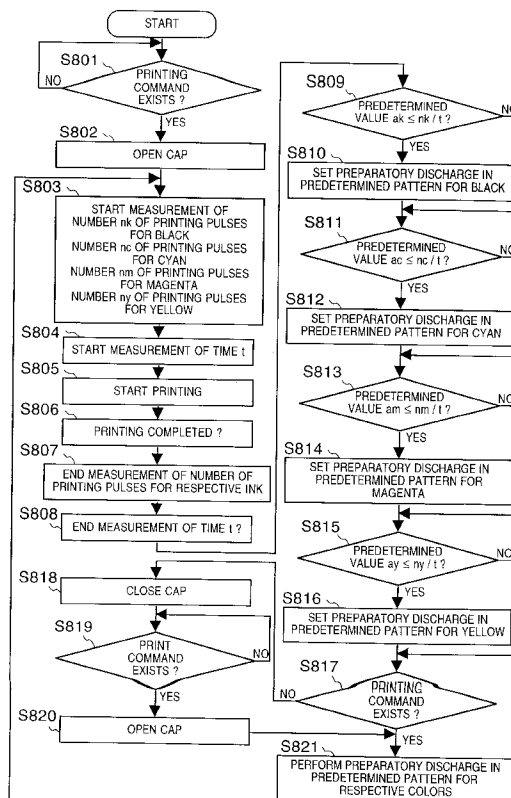 START
S801
PRINTING
COMMAND
EXISTS ?
NO
YES
S802
OPEN CAP
S803
START MEASUREMENT OF
NUMBER nk OF PRINTING PULSES
FOR BLACK
NUMBER nc OF PRINTING PULSES
FOR CYAN
NUMBER nm OF PRINTING PULSES
FOR MAGENTA
NUMBER ny OF PRINTING PULSES
FOR YELLOW
S804
START MEASUREMENT OF TIME t
S805
START PRINTING
S806
PRINTING COMPLETED ?
S807
END MEASUREMENT OF NUMBER OF
PRINTING PULSES FOR RESPECTIVE INK
S808
END MEASUREMENT OF TIME t ?
S818
CLOSE CAP
S819
PRINT
COMMAND
EXISTS ?
NO
YES
S820
OPEN CAP
S809
PREDETERMINED
VALUE ak ≤ nk / t ?
NO
YES
S810
SET PREPARATORY DISCHARGE IN
PREDETERMINED PATTERN FOR BLACK
S811
PREDETERMINED
VALUE ac ≤ nc / t ?
NO
YES
S812
SET PREPARATORY DISCHARGE IN
PREDETERMINED PATTERN FOR CYAN
S813
PREDETERMINED
VALUE am ≤ nm / t ?
NO
YES
S814
SET PREPARATORY DISCHARGE IN
PREDETERMINED PATTERN FOR
MAGENTA
S815
PREDETERMINED
VALUE ay ≤ ny / t ?
NO
YES
S816
SET PREPARATORY DISCHARGE IN
PREDETERMINED PATTERN FOR YELLOW
S817
PRINTING
COMMAND
EXISTS ?
NO
YES
S821
PERFORM PREPARATORY DISCHARGE IN
PREDETERMINED PATTERN FOR
RESPECTIVE COLORS